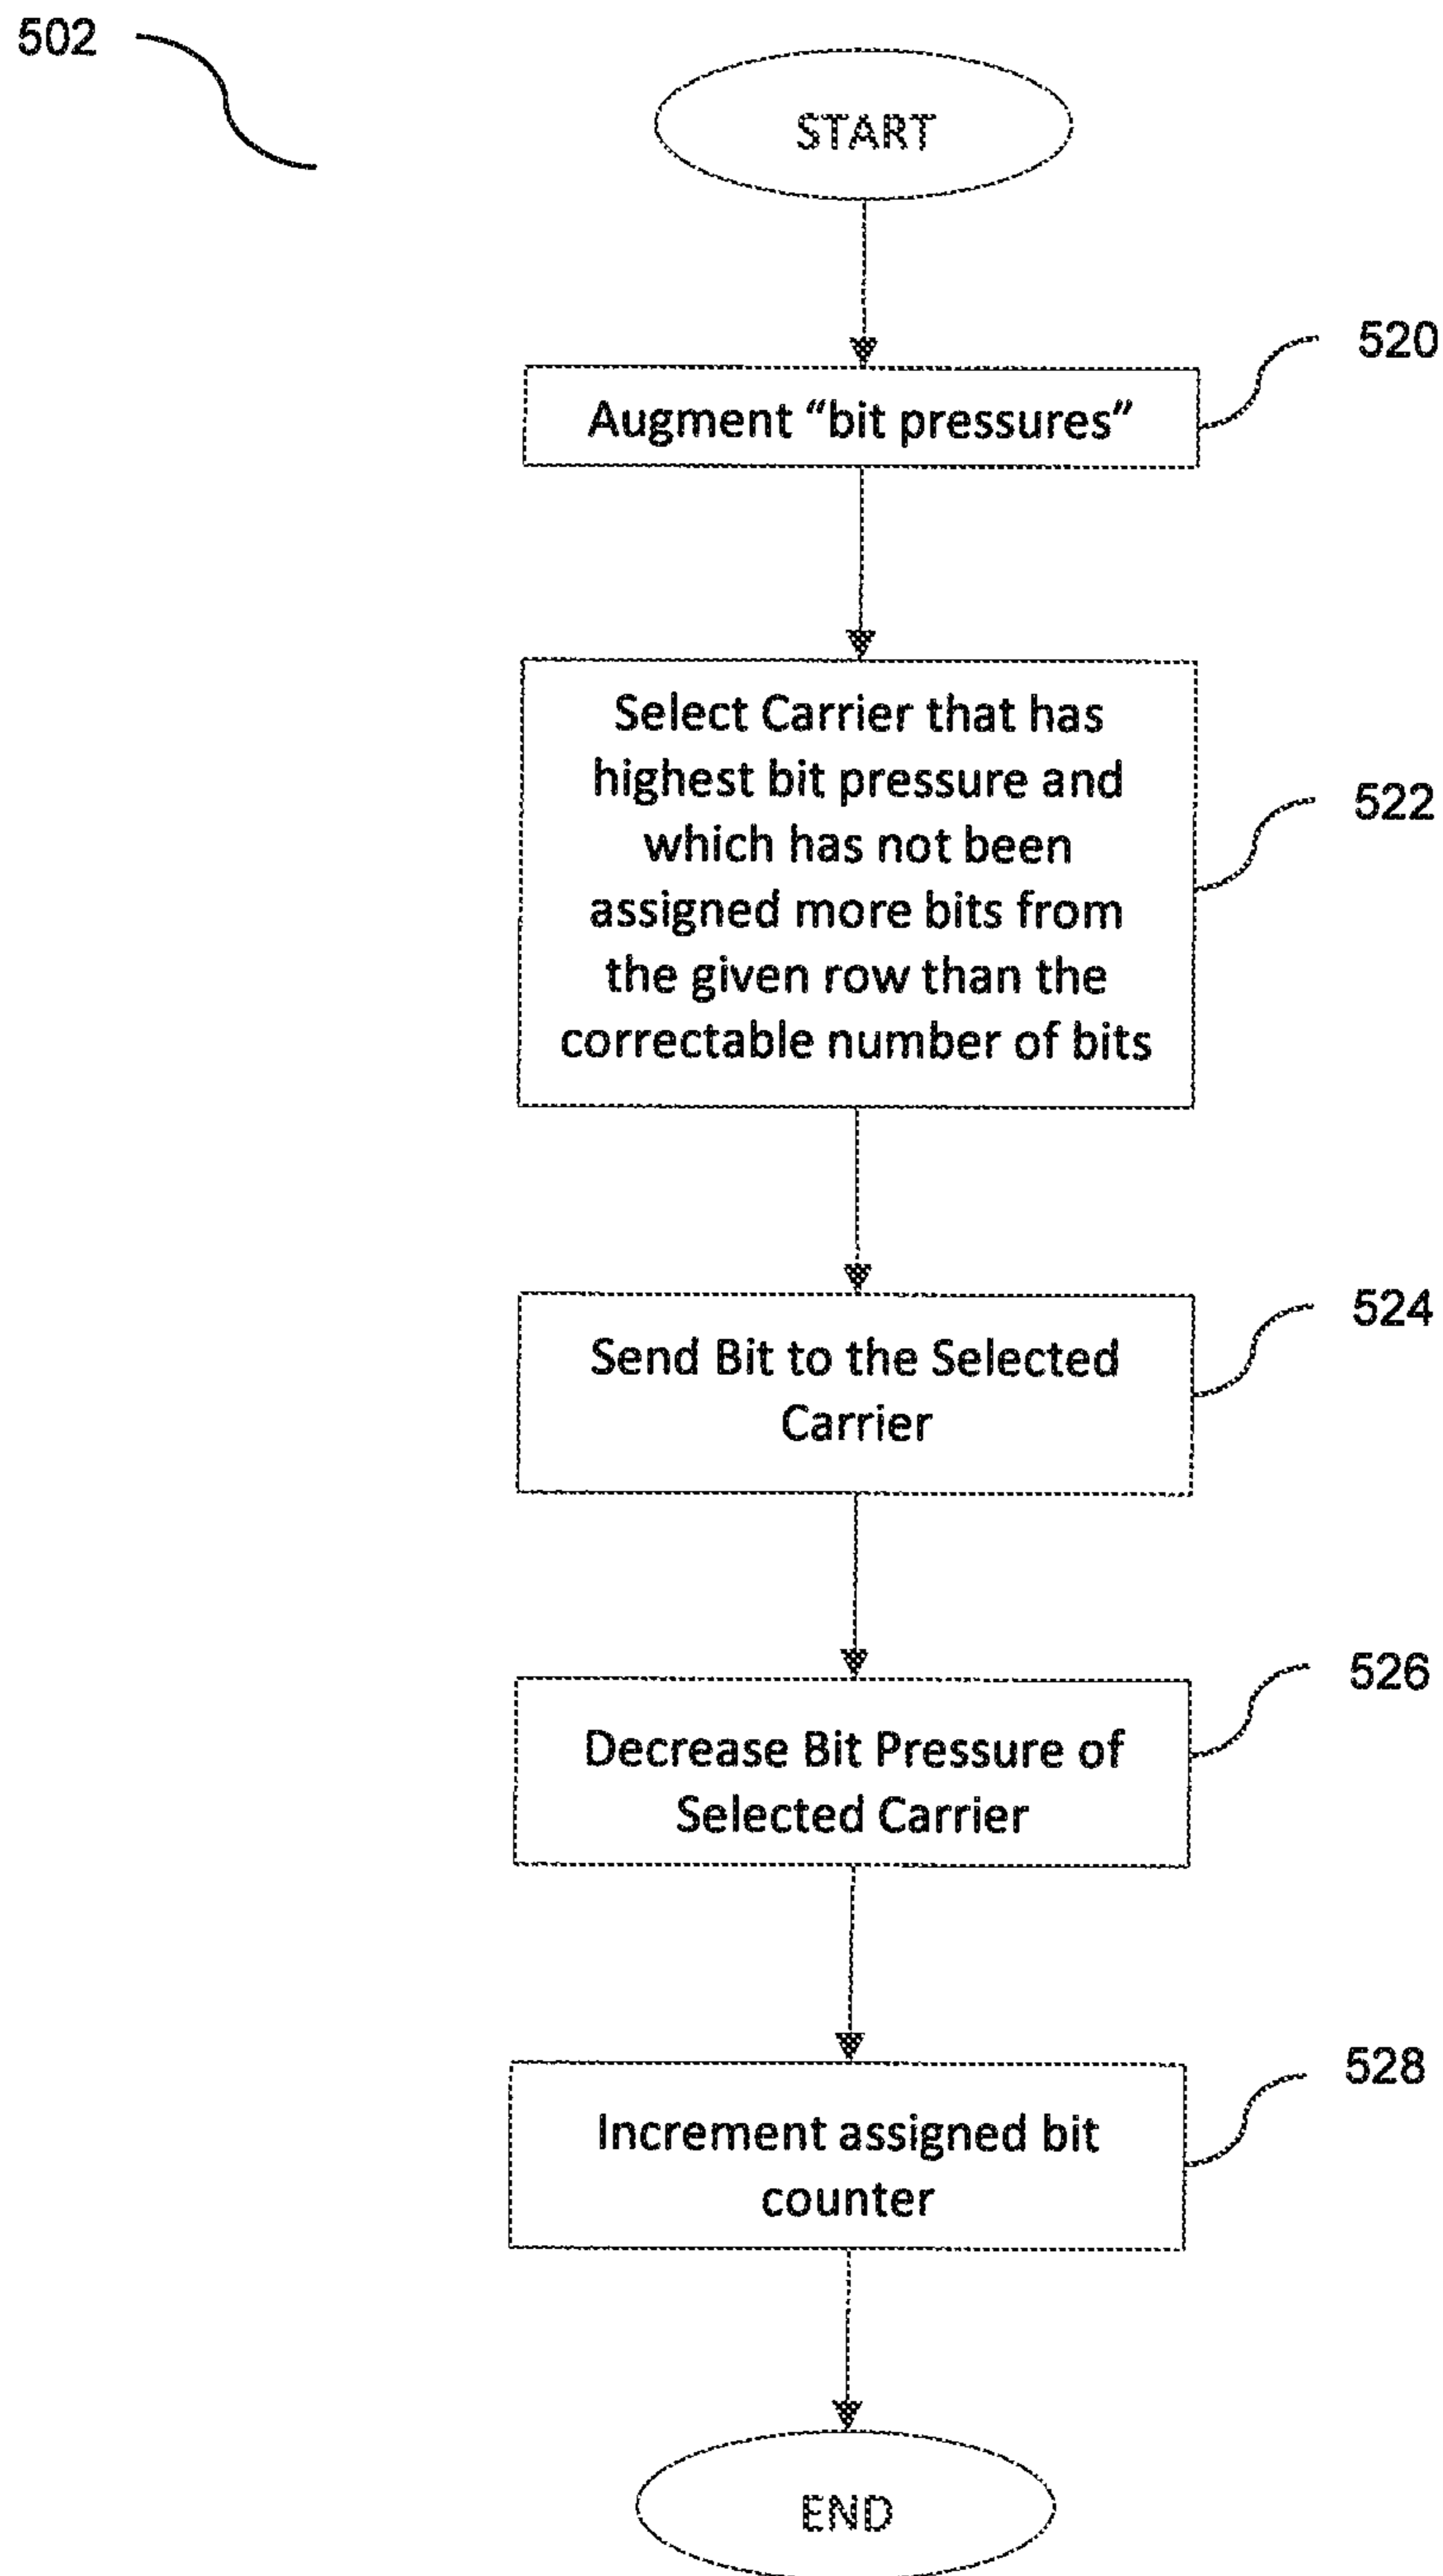 502
START
520
Augment “bit pressures”
Select Carrier that has
highest bit pressure and
522
which has not been
assigned more bits from
the given row than the
correctable number of bits
524
Send Bit to the Selected
Carrier
526
Decrease Bit Pressure of
Selected Carrier
528
Increment assigned bit
counter
END